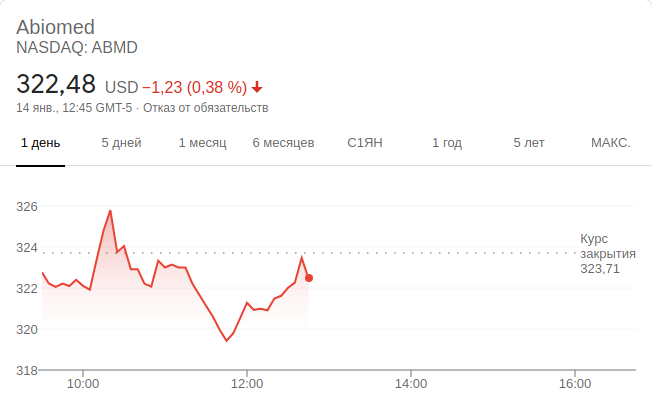 Abiomed
NASDAQ: ABMD
322,48 USD −1,23 (0,38 %)
14 янв., 12:45 GMT-5 · Отказ от обязательств
1 день 5 дней 1 месяц 6 месяцев С1ЯН 1 год 5 лет МАКС.
326
324
322
320
318
Курс
закрытия
323,71
10:00 12:00 14:00 16:00